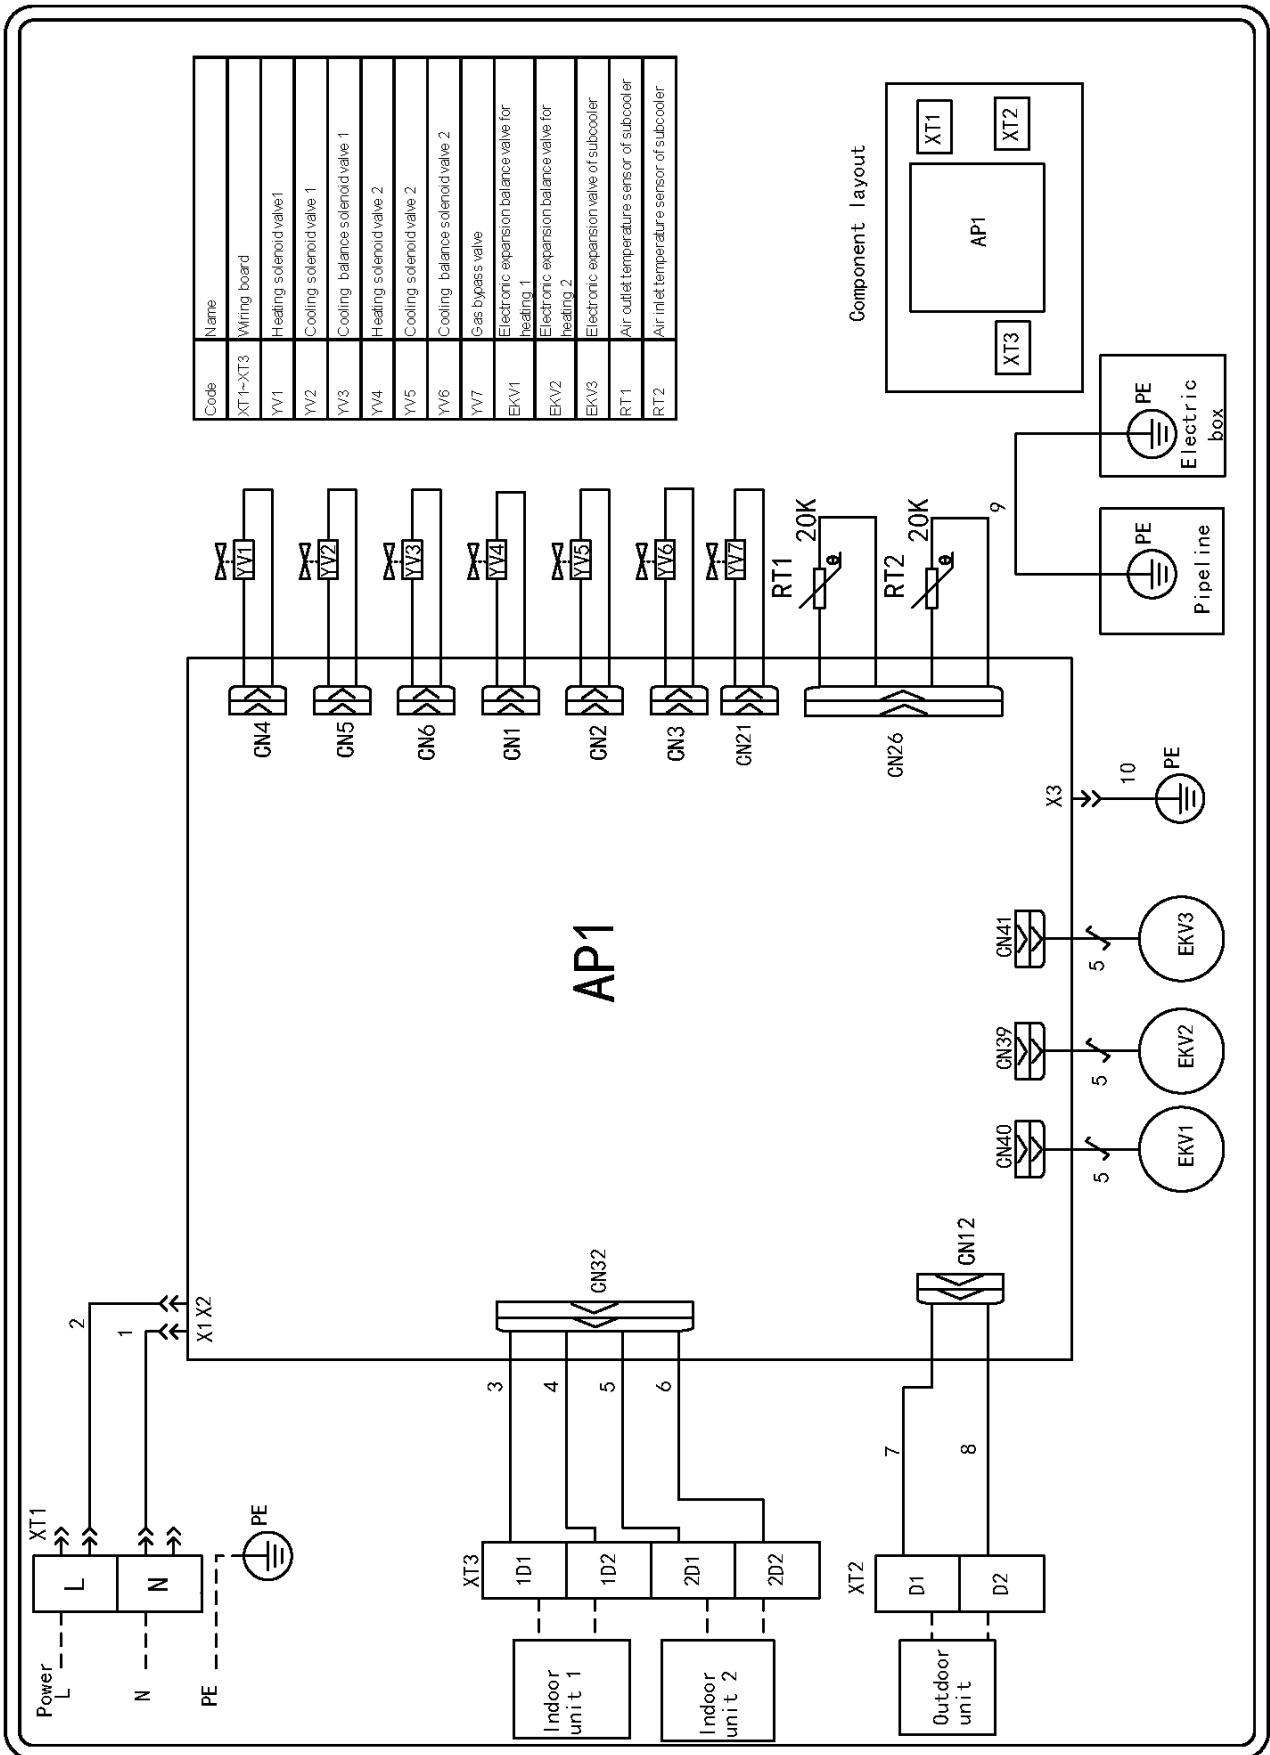 Power
L
N
PE
XT1
L
N
PE
2
1
X1
X2
XT3
1D1
1D2
2D1
2D2
Indoor
unit 1
Indoor
unit 2
3
4
5
6
CN32
XT2
D1
D2
Outdoor
unit
7
8
CN12
AP1
CN4
YV1
CN5
YV2
CN6
YV3
CN1
YV4
CN2
YV5
CN3
YV6
CN21
YV7
CN26
RT1
20K
θ
RT2
20K
θ
CN40
5
EKV1
CN39
5
EKV2
CN41
5
EKV3
X3
10
PE
9
PE
Pipeline
PE
Electric
box
Code Name
XT1~XT3 Wiring board
YV1 Heating solenoid valve1
YV2 Cooling solenoid valve 1
YV3 Cooling balance solenoid valve 1
YV4 Heating solenoid valve 2
YV5 Cooling solenoid valve 2
YV6 Cooling balance solenoid valve 2
YV7 Gas bypass valve
EKV1 Electronic expansion balance valve for
heating 1
EKV2 Electronic expansion balance valve for
heating 2
EKV3 Electronic expansion valve of subcooler
RT1 Air outlet temperature sensor of subcooler
RT2 Air inlet temperature sensor of subcooler
Component layout
XT1
XT2
AP1
XT3